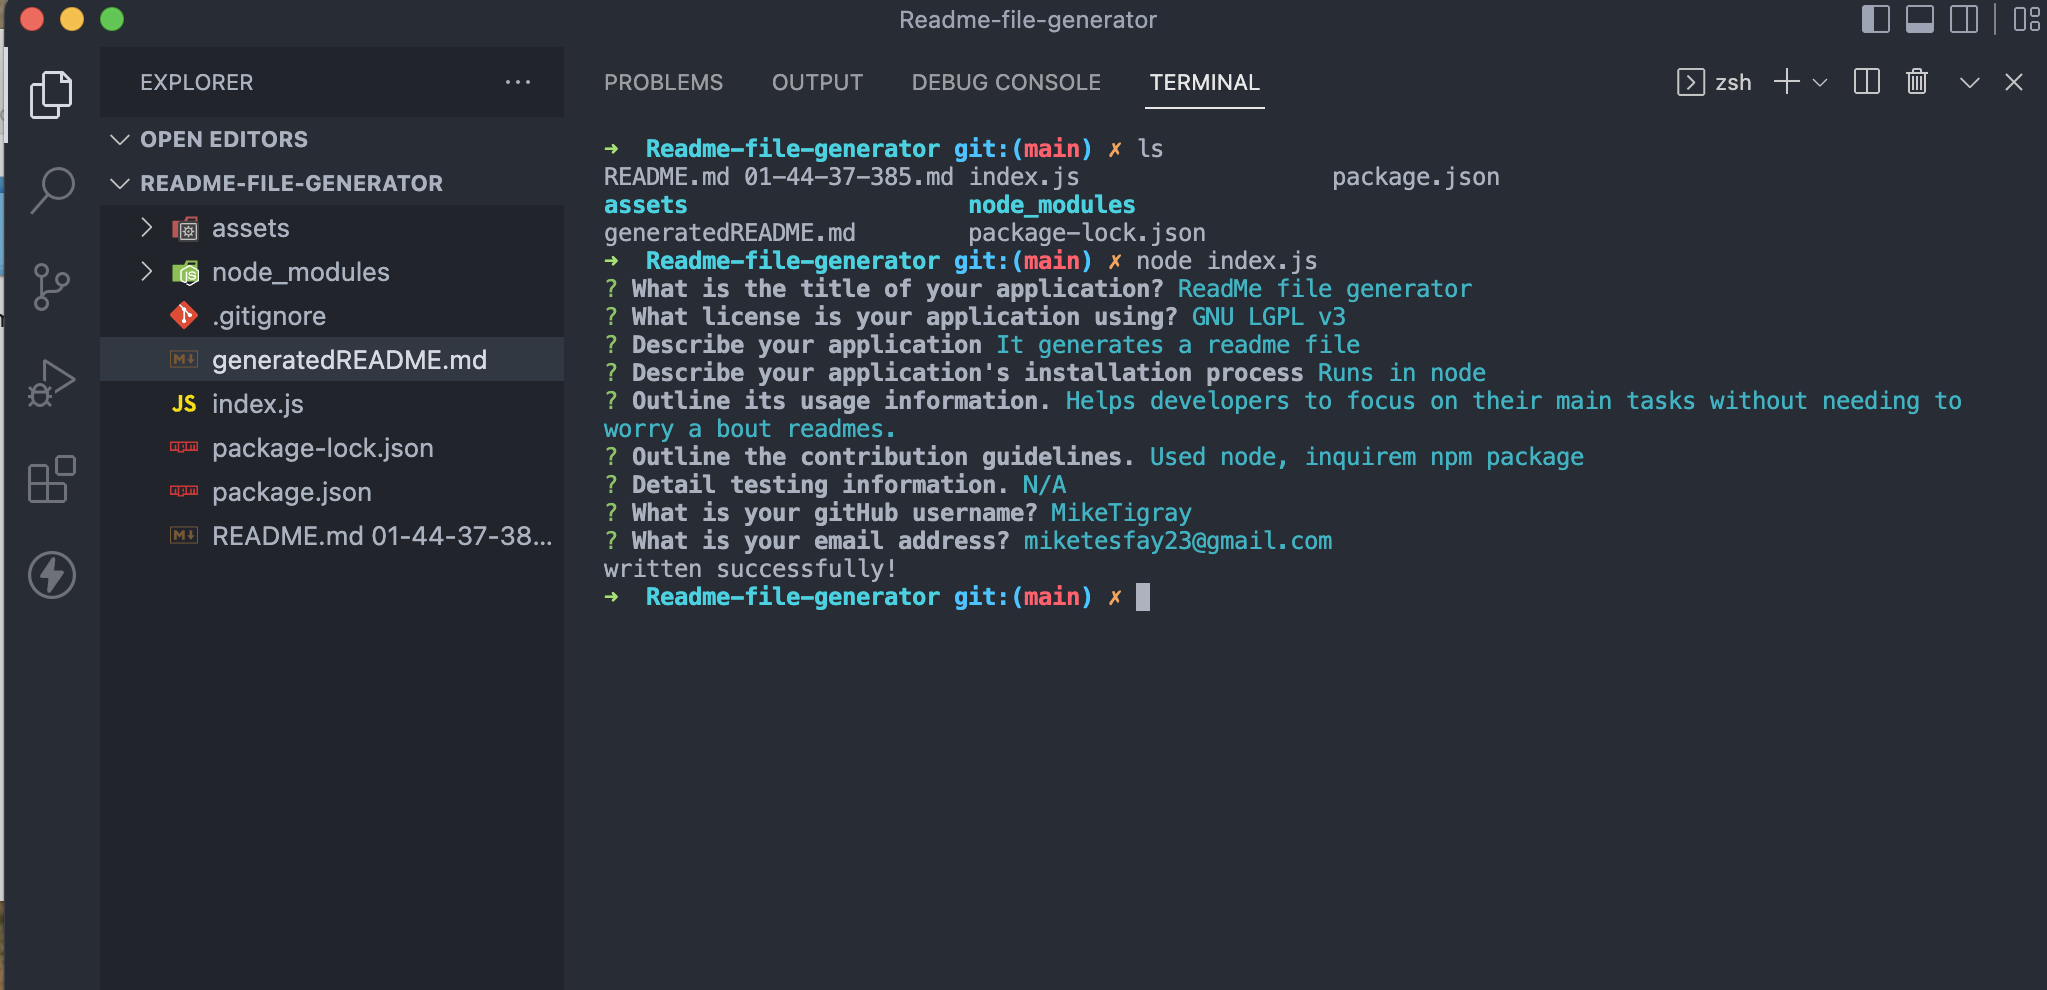 Readme-file-generator
EXPLORER ...
OPEN EDITORS
README-FILE-GENERATOR
assets
node_modules
.gitignore
generatedREADME.md
JS index.js
package-lock.json
package.json
README.md 01-44-37-38...
PROBLEMS OUTPUT DEBUG CONSOLE TERMINAL zsh
➜ Readme-file-generator git:(main) ✗ ls
README.md 01-44-37-385.md index.js package.json
assets node_modules
generatedREADME.md package-lock.json
➜ Readme-file-generator git:(main) ✗ node index.js
? What is the title of your application? ReadMe file generator
? What license is your application using? GNU LGPL v3
? Describe your application It generates a readme file
? Describe your application's installation process Runs in node
? Outline its usage information. Helps developers to focus on their main tasks without needing to
worry a bout readmes.
? Outline the contribution guidelines. Used node, inquirem npm package
? Detail testing information. N/A
? What is your gitHub username? MikeTigray
? What is your email address? miketesfay23@gmail.com
written successfully!
➜ Readme-file-generator git:(main) ✗